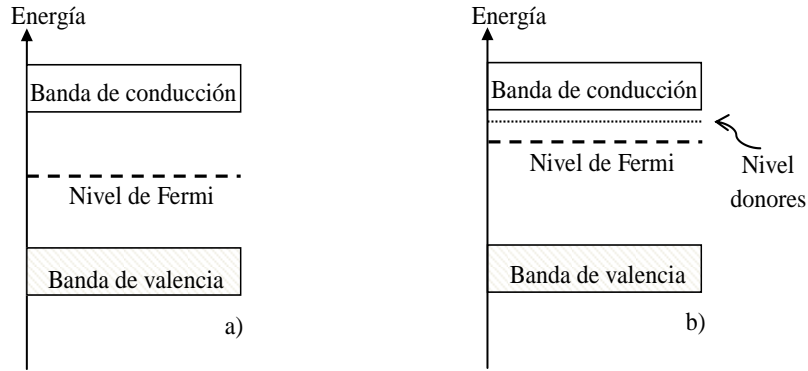 Energía
Banda de conducción
Nivel de Fermi
Banda de valencia
a)
Energía
Banda de conducción
Nivel de Fermi
Nivel
donores
Banda de valencia
b)